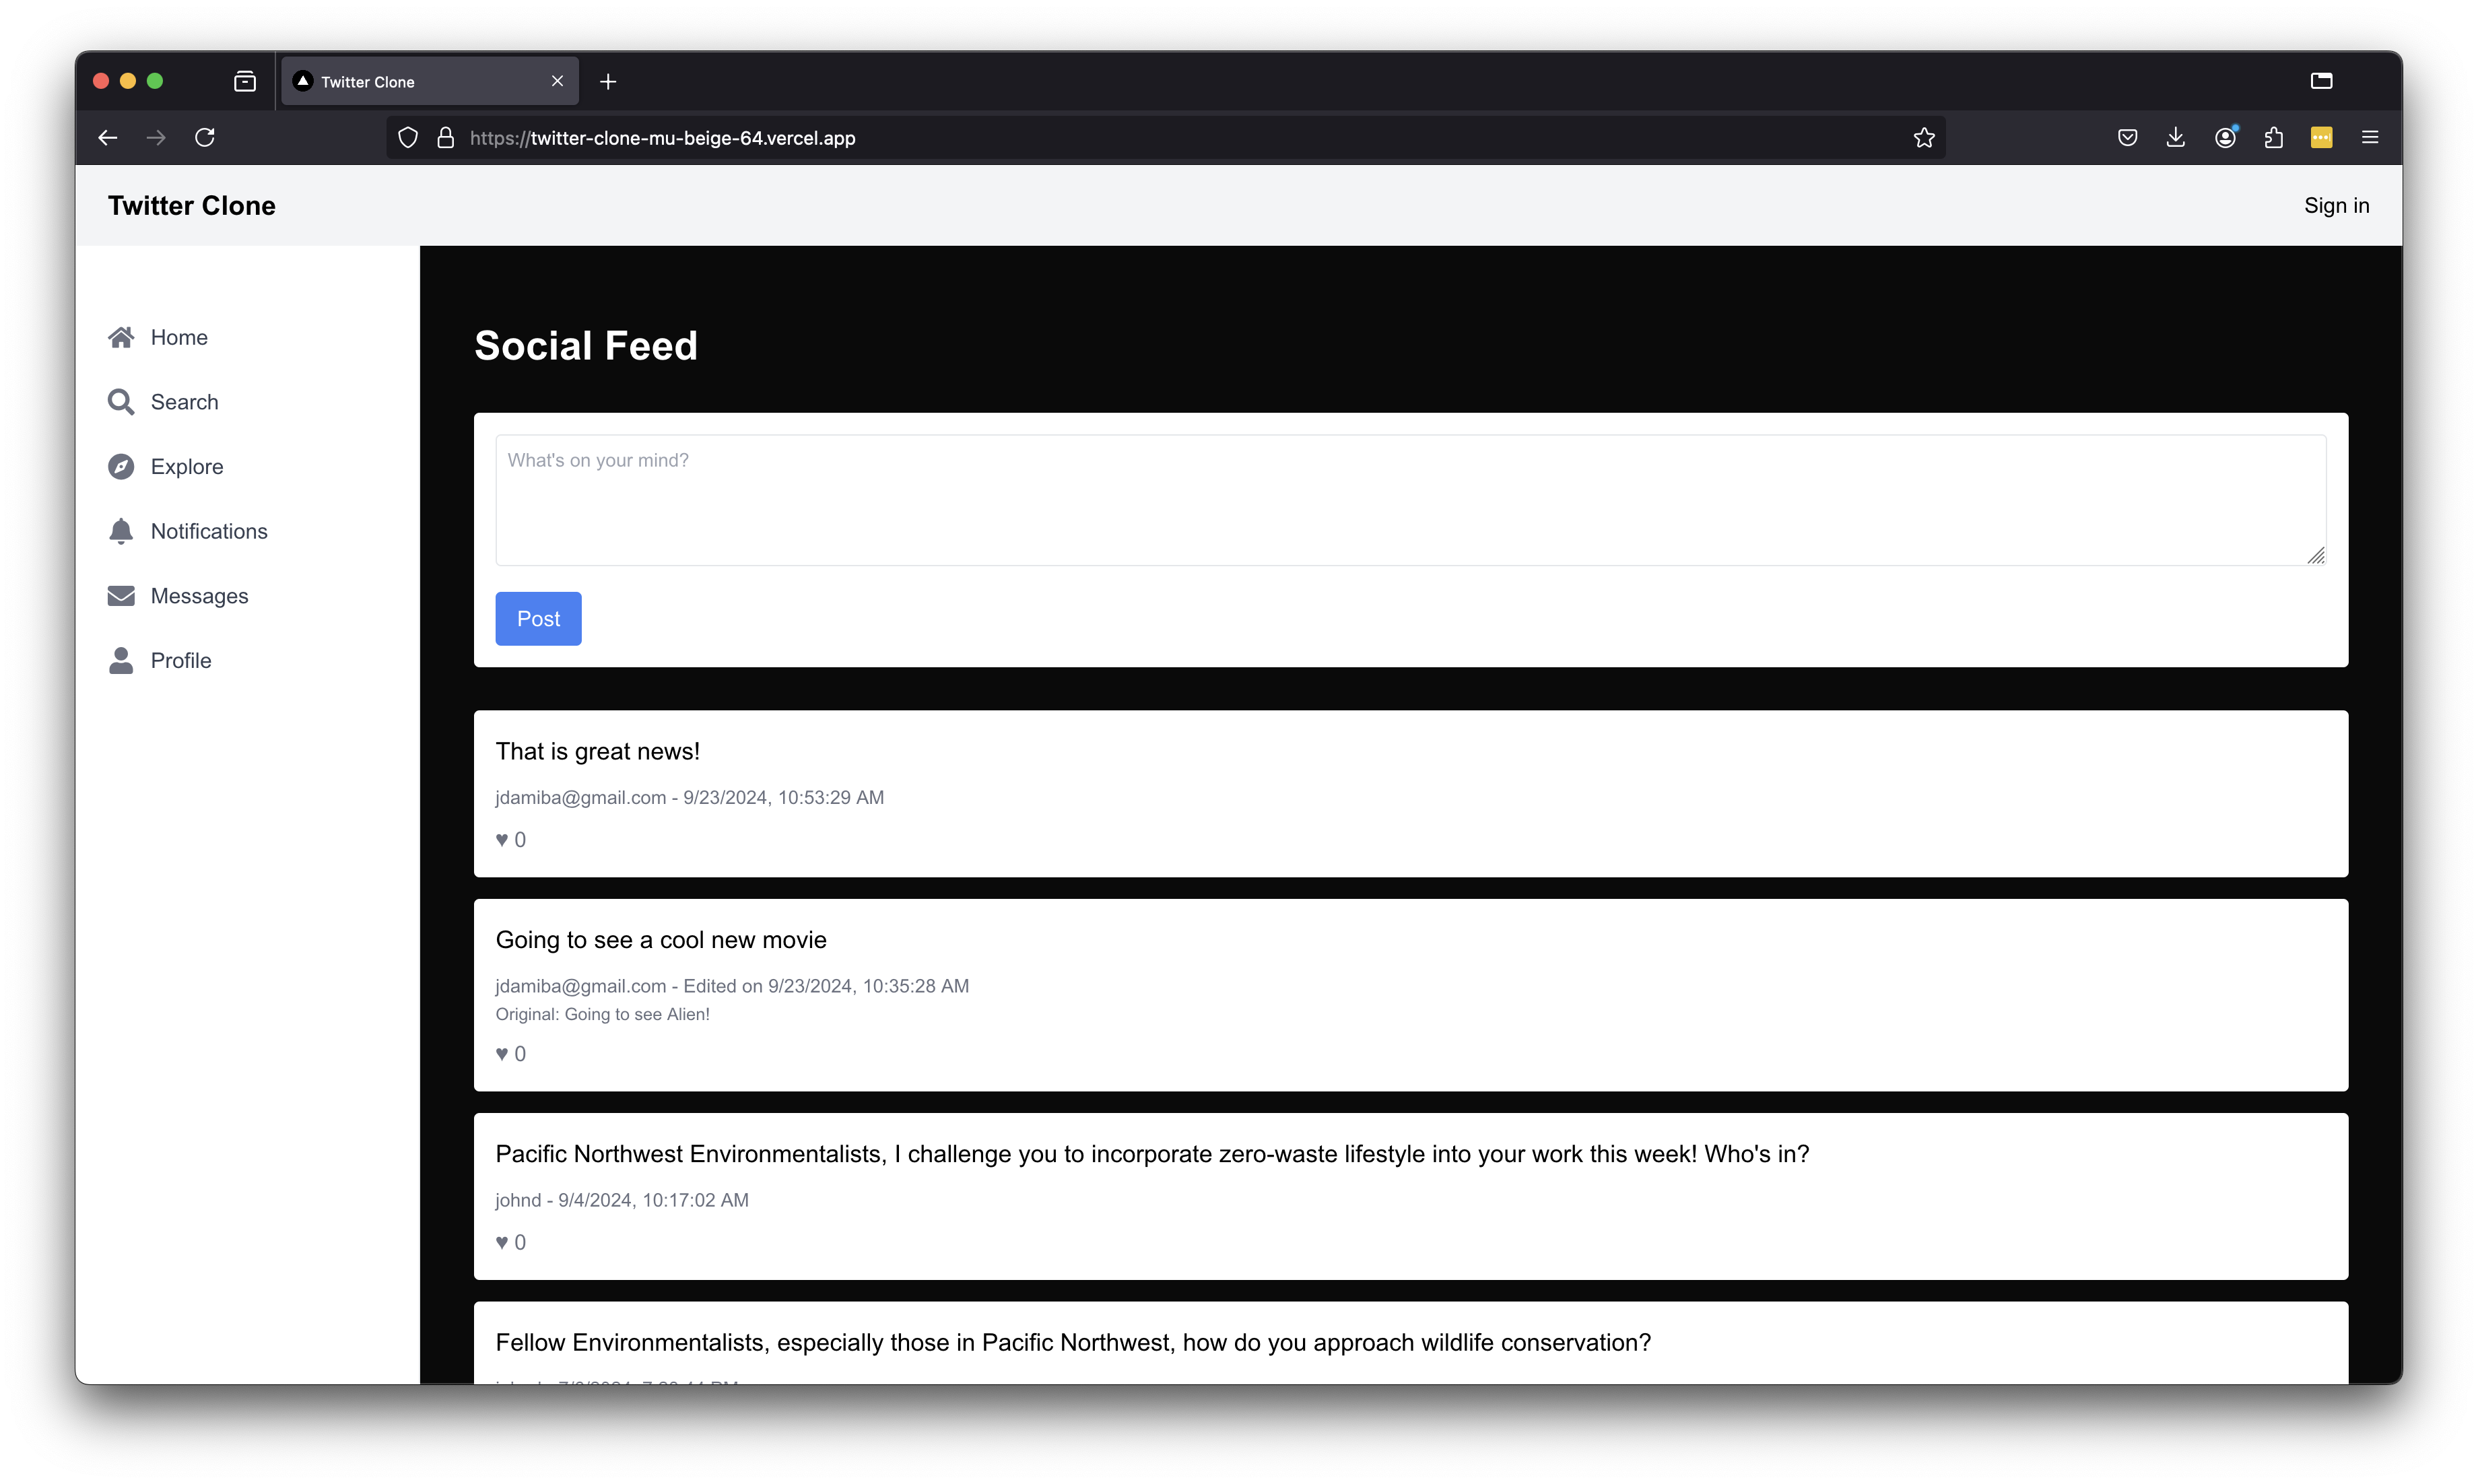 Twitter Clone
https://twitter-clone-mu-beige-64.vercel.app
Twitter Clone
Sign in
Home
Search
Explore
Notifications
Messages
Profile
Social Feed
What's on your mind?
Post
That is great news!
jdamiba@gmail.com - 9/23/2024, 10:53:29 AM
♥ 0
Going to see a cool new movie
jdamiba@gmail.com - Edited on 9/23/2024, 10:35:28 AM
Original: Going to see Alien!
♥ 0
Pacific Northwest Environmentalists, I challenge you to incorporate zero-waste lifestyle into your work this week! Who's in?
johnd - 9/4/2024, 10:17:02 AM
♥ 0
Fellow Environmentalists, especially those in Pacific Northwest, how do you approach wildlife conservation?